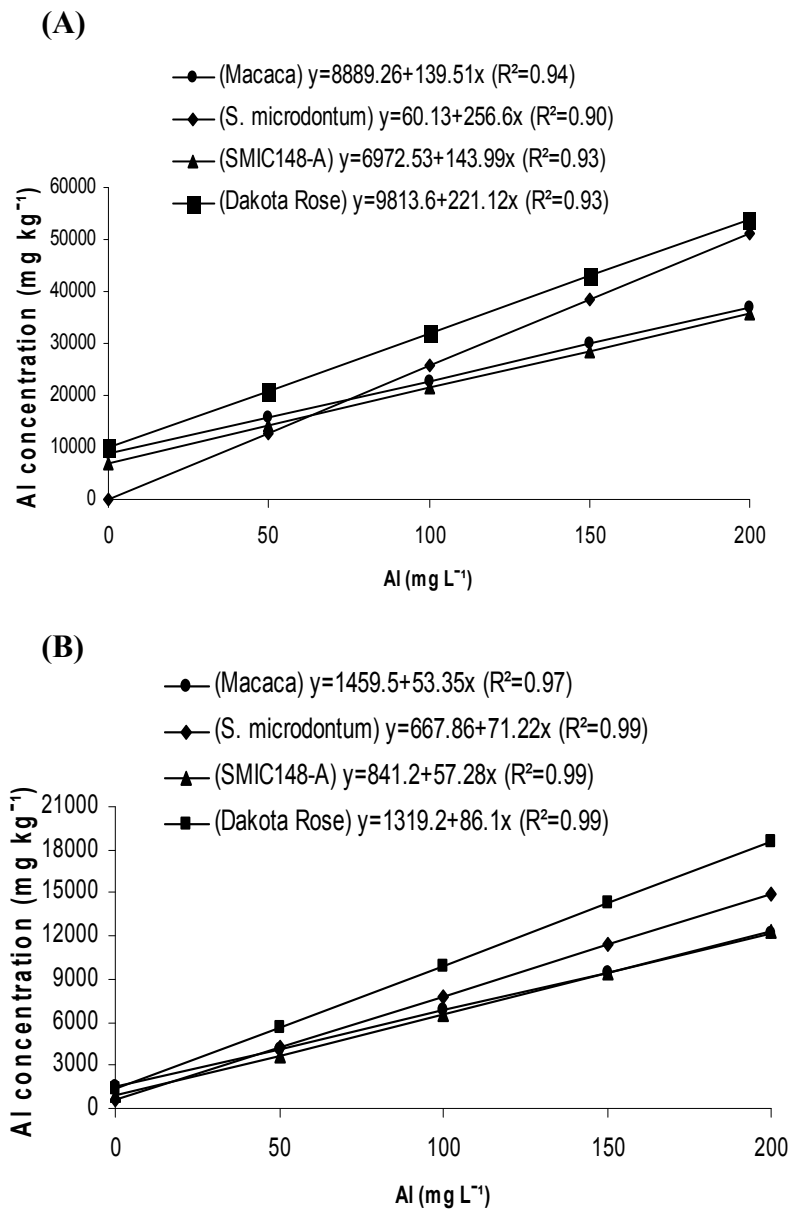 (A)
(Macaca) y=8889.26+139.51x (R²=0.94)
(S. microdontum) y=60.13+256.6x (R²=0.90)
(SMIC148-A) y=6972.53+143.99x (R²=0.93)
(Dakota Rose) y=9813.6+221.12x (R²=0.93)
60000
50000
40000
30000
20000
10000
0
Al concentration (mg kg⁻¹)
0 50 100 150 200
Al (mg L⁻¹)
(B)
(Macaca) y=1459.5+53.35x (R²=0.97)
(S. microdontum) y=667.86+71.22x (R²=0.99)
(SMIC148-A) y=841.2+57.28x (R²=0.99)
(Dakota Rose) y=1319.2+86.1x (R²=0.99)
21000
18000
15000
12000
9000
6000
3000
0
Al concentration (mg kg⁻¹)
0 50 100 150 200
Al (mg L⁻¹)